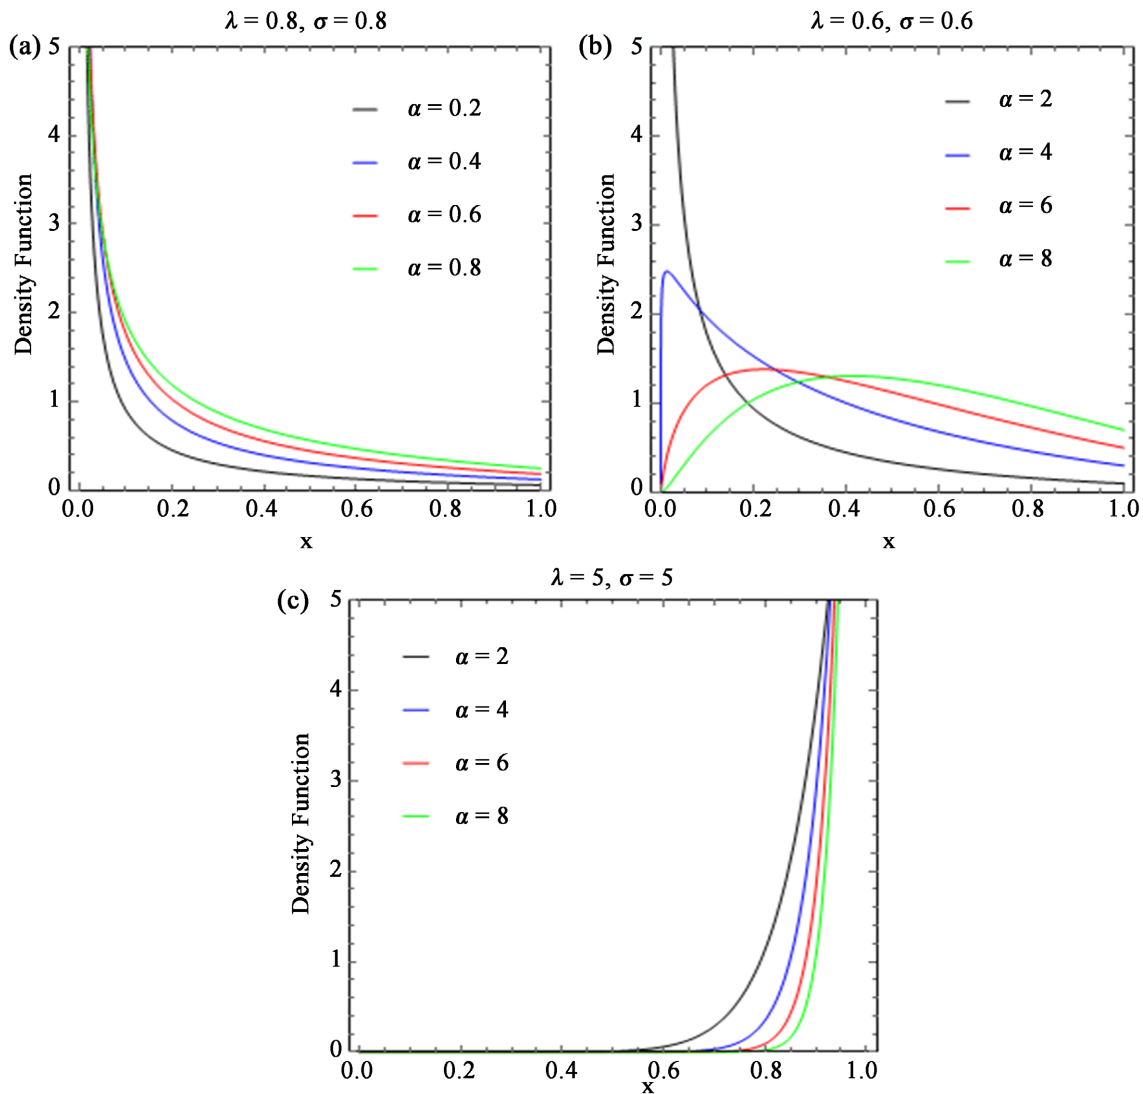 λ = 0.8, σ = 0.8
(a)
5
4
3
2
1
0
Density Function
α = 0.2
α = 0.4
α = 0.6
α = 0.8
0.0 0.2 0.4 0.6 0.8 1.0
x
λ = 0.6, σ = 0.6
(b)
5
4
3
2
1
0
Density Function
α = 2
α = 4
α = 6
α = 8
0.0 0.2 0.4 0.6 0.8 1.0
x
λ = 5, σ = 5
(c)
5
4
3
2
1
0
Density Function
α = 2
α = 4
α = 6
α = 8
0.0 0.2 0.4 0.6 0.8 1.0
x